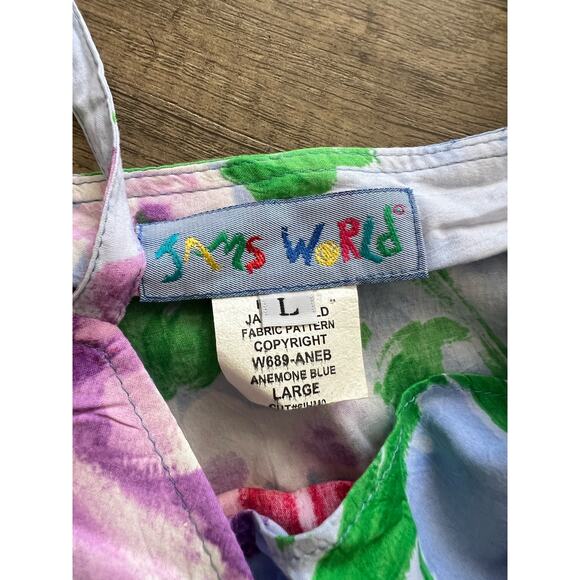 JAMS WORLD
L
FABRIC PATTERN
COPYRIGHT
W689-ANEB
ANEMONE BLUE
LARGE